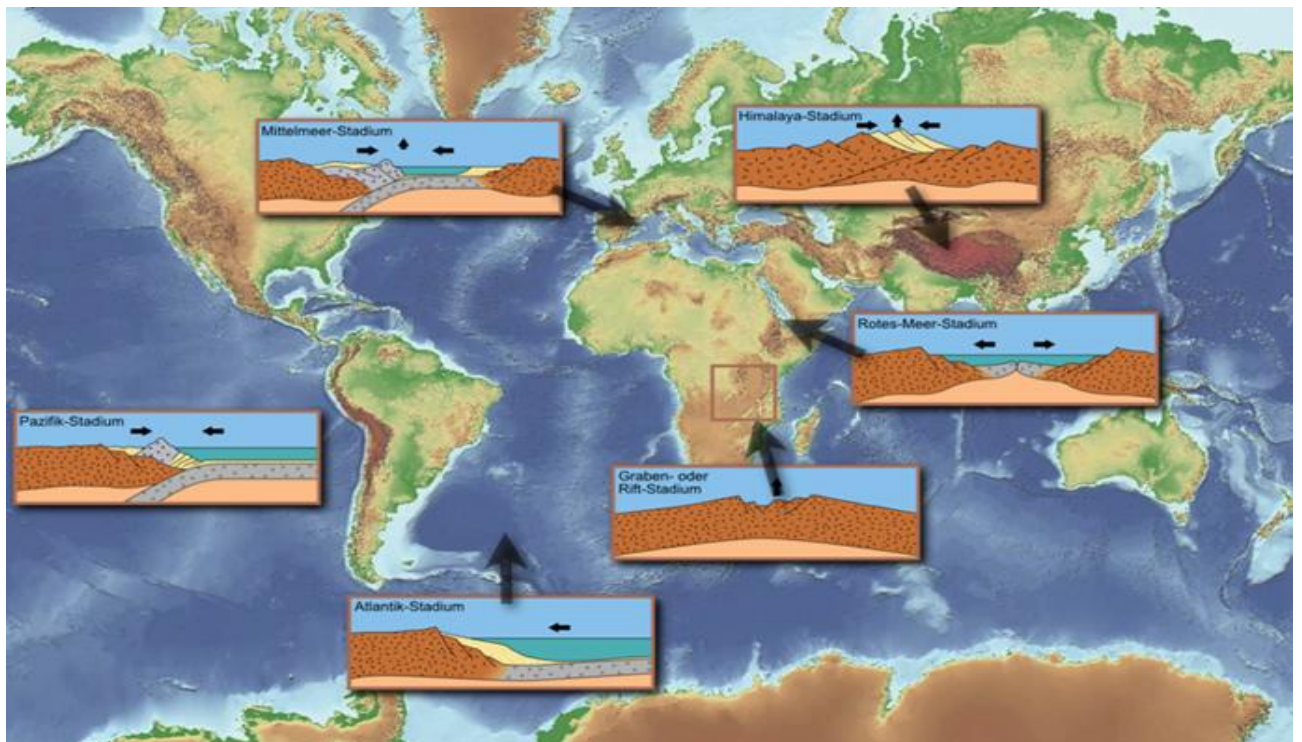 Mittelmeer-Stadium
Himalaya-Stadium
Rotes-Meer-Stadium
Pazifik-Stadium
Graben- oder
Rift-Stadium
Atlantik-Stadium